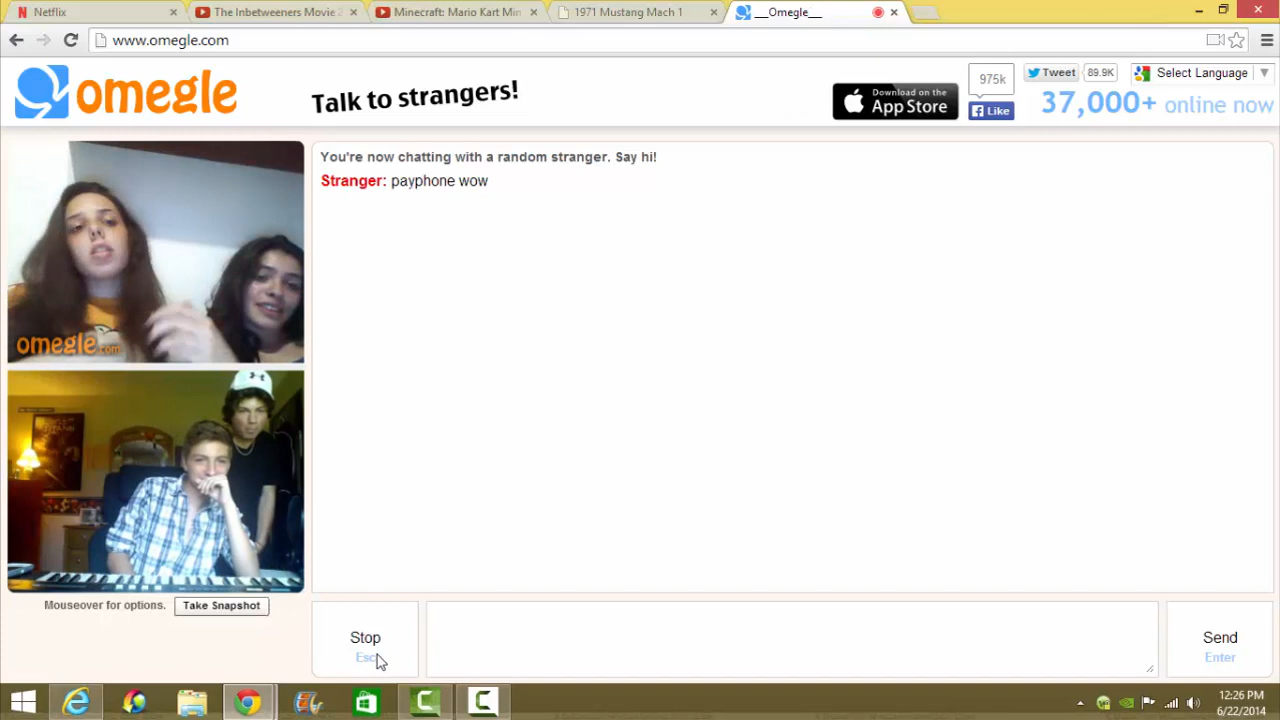 Netflix
The Inbetweeners Movie 2
Minecraft: Mario Kart Min
1971 Mustang Mach 1
__Omegle__
www.omegle.com
omegle
Talk to strangers!
Download on the
App Store
975k
Like
Tweet
89.9K
Select Language
37,000+ online now
You're now chatting with a random stranger. Say hi!
Stranger: payphone wow
omegle.com
Mouseover for options.
Take Snapshot
Stop
Esc
Send
Enter
12:26 PM
6/22/2014